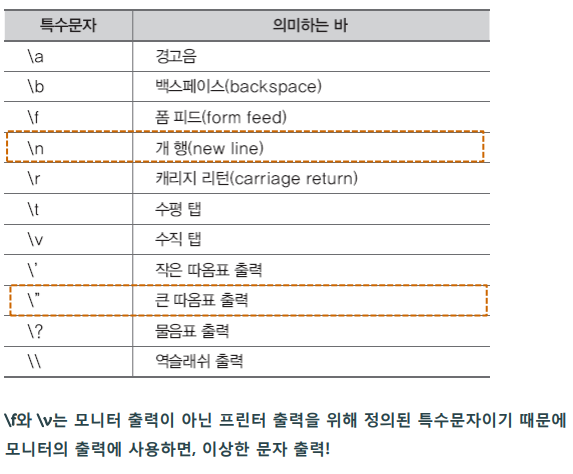 특수문자 의미하는 바
\a 경고음
\b 백스페이스(backspace)
\f 폼 피드(form feed)
\n 개 행(new line)
\r 캐리지 리턴(carriage return)
\t 수평 탭
\v 수직 탭
\' 작은 따옴표 출력
\" 큰 따옴표 출력
\? 물음표 출력
\\ 역슬래쉬 출력
\f와 \v는 모니터 출력이 아닌 프린터 출력을 위해 정의된 특수문자이기 때문에
모니터의 출력에 사용하면, 이상한 문자 출력!